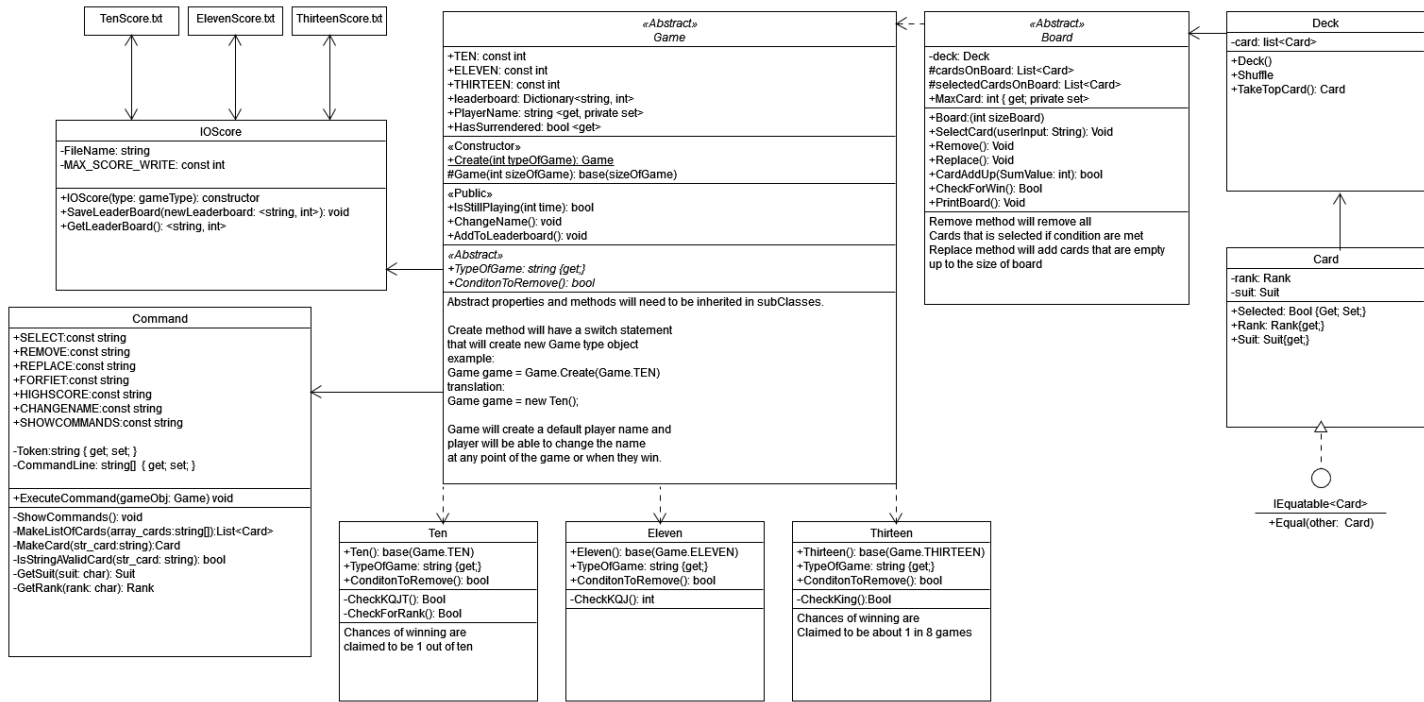 TenScore.txt
ElevenScore.txt
ThirteenScore.txt
IOScore
-FileName: string
-MAX_SCORE_WRITE: const int
+IOScore(type: gameType): constructor
+SaveLeaderBoard(newLeaderboard: <string, int>): void
+GetLeaderBoard(): <string, int>
Command
+SELECT:const string
+REMOVE:const string
+REPLACE:const string
+FORFIET:const string
+HIGHSCORE:const string
+CHANGENAME:const string
+SHOWCOMMANDS:const string
-Token:string { get; set; }
-CommandLine: string[] { get; set; }
+ExecuteCommand(gameObj: Game) void
-ShowCommands(): void
-MakeListOfCards(array_cards:string[]):List<Card>
-MakeCard(str_card:string):Card
-IsStringAValidCard(str_card: string): bool
-GetSuit(suit: char): Suit
-GetRank(rank: char): Rank
«Abstract»
Game
+TEN: const int
+ELEVEN: const int
+THIRTEEN: const int
+leaderboard: Dictionary<string, int>
+PlayerName: string <get, private set>
+HasSurrendered: bool <get>
«Constructor»
+Create(int typeOfGame): Game
#Game(int sizeOfGame): base(sizeOfGame)
«Public»
+IsStillPlaying(int time): bool
+ChangeName(): void
+AddToLeaderboard(): void
«Abstract»
+TypeOfGame: string {get;}
+ConditonToRemove(): bool
Abstract properties and methods will need to be inherited in subClasses.
Create method will have a switch statement
that will create new Game type object
example:
Game game = Game.Create(Game.TEN)
translation:
Game game = new Ten();
Game will create a default player name and
player will be able to change the name
at any point of the game or when they win.
«Abstract»
Board
-deck: Deck
#cardsOnBoard: List<Card>
#selectedCardsOnBoard: List<Card>
+MaxCard: int { get; private set>
+Board:(int sizeBoard)
+SelectCard(userInput: String): Void
+Remove(): Void
+Replace(): Void
+CardAddUp(SumValue: int): bool
+CheckForWin(): Bool
+PrintBoard(): Void
Remove method will remove all
Cards that is selected if condition are met
Replace method will add cards that are empty
up to the size of board
Deck
-card: list<Card>
+Deck()
+Shuffle
+TakeTopCard(): Card
Card
-rank: Rank
-suit: Suit
+Selected: Bool {Get; Set;}
+Rank: Rank{get;}
+Suit: Suit{get;}
IEquatable<Card>
+Equal(other: Card)
Ten
+Ten(): base(Game.TEN)
+TypeOfGame: string {get;}
+ConditonToRemove(): bool
-CheckKQJT(): Bool
-CheckForRank(): Bool
Chances of winning are
claimed to be 1 out of ten
Eleven
+Eleven(): base(Game.ELEVEN)
+TypeOfGame: string {get;}
+ConditonToRemove(): bool
-CheckKQJ(): int
Thirteen
+Thirteen(): base(Game.THIRTEEN)
+TypeOfGame: string {get;}
+ConditonToRemove(): bool
-CheckKing():Bool
Chances of winning are
Claimed to be about 1 in 8 games